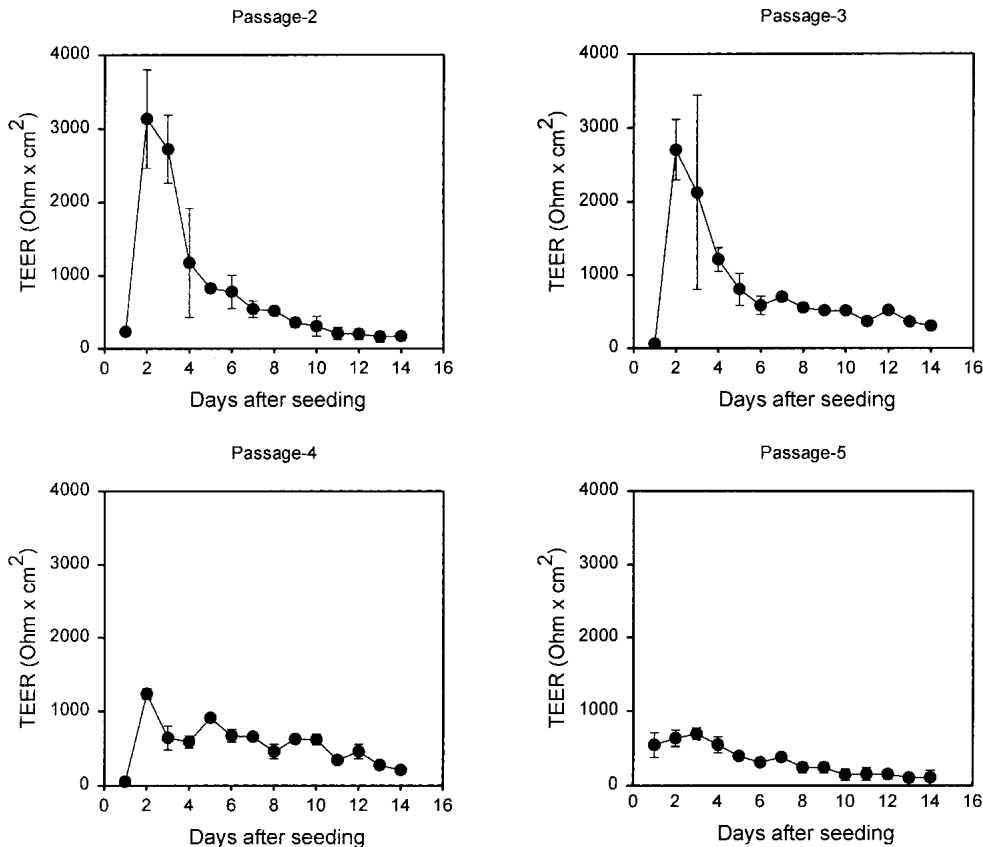 Passage-2
4000
3000
2000
1000
0
TEER (Ohm x cm²)
0 2 4 6 8 10 12 14 16
Days after seeding
Passage-3
4000
3000
2000
1000
0
TEER (Ohm x cm²)
0 2 4 6 8 10 12 14 16
Days after seeding
Passage-4
4000
3000
2000
1000
0
TEER (Ohm x cm²)
0 2 4 6 8 10 12 14 16
Days after seeding
Passage-5
4000
3000
2000
1000
0
TEER (Ohm x cm²)
0 2 4 6 8 10 12 14 16
Days after seeding